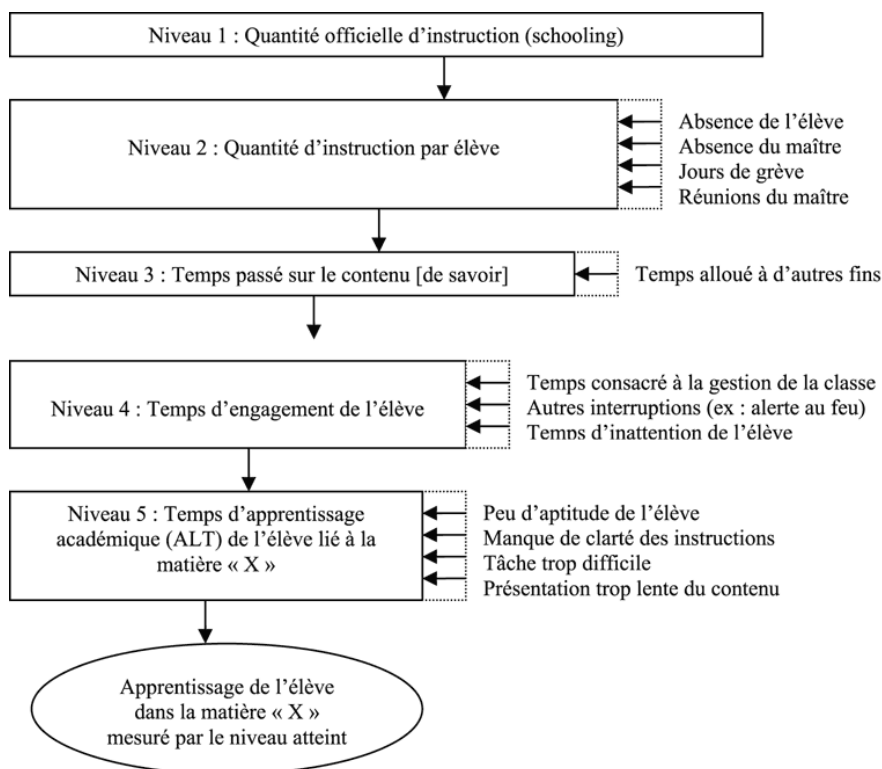 Niveau 1 : Quantité officielle d’instruction (schooling)
Niveau 2 : Quantité d’instruction par élève
Absence de l’élève
Absence du maître
Jours de grève
Réunions du maître
Niveau 3 : Temps passé sur le contenu [de savoir]
Temps alloué à d’autres fins
Niveau 4 : Temps d’engagement de l’élève
Temps consacré à la gestion de la classe
Autres interruptions (ex : alerte au feu)
Temps d’inattention de l’élève
Niveau 5 : Temps d’apprentissage
académique (ALT) de l’élève lié à la
matière « X »
Peu d’aptitude de l’élève
Manque de clarté des instructions
Tâche trop difficile
Présentation trop lente du contenu
Apprentissage de l’élève
dans la matière « X »
mesuré par le niveau atteint